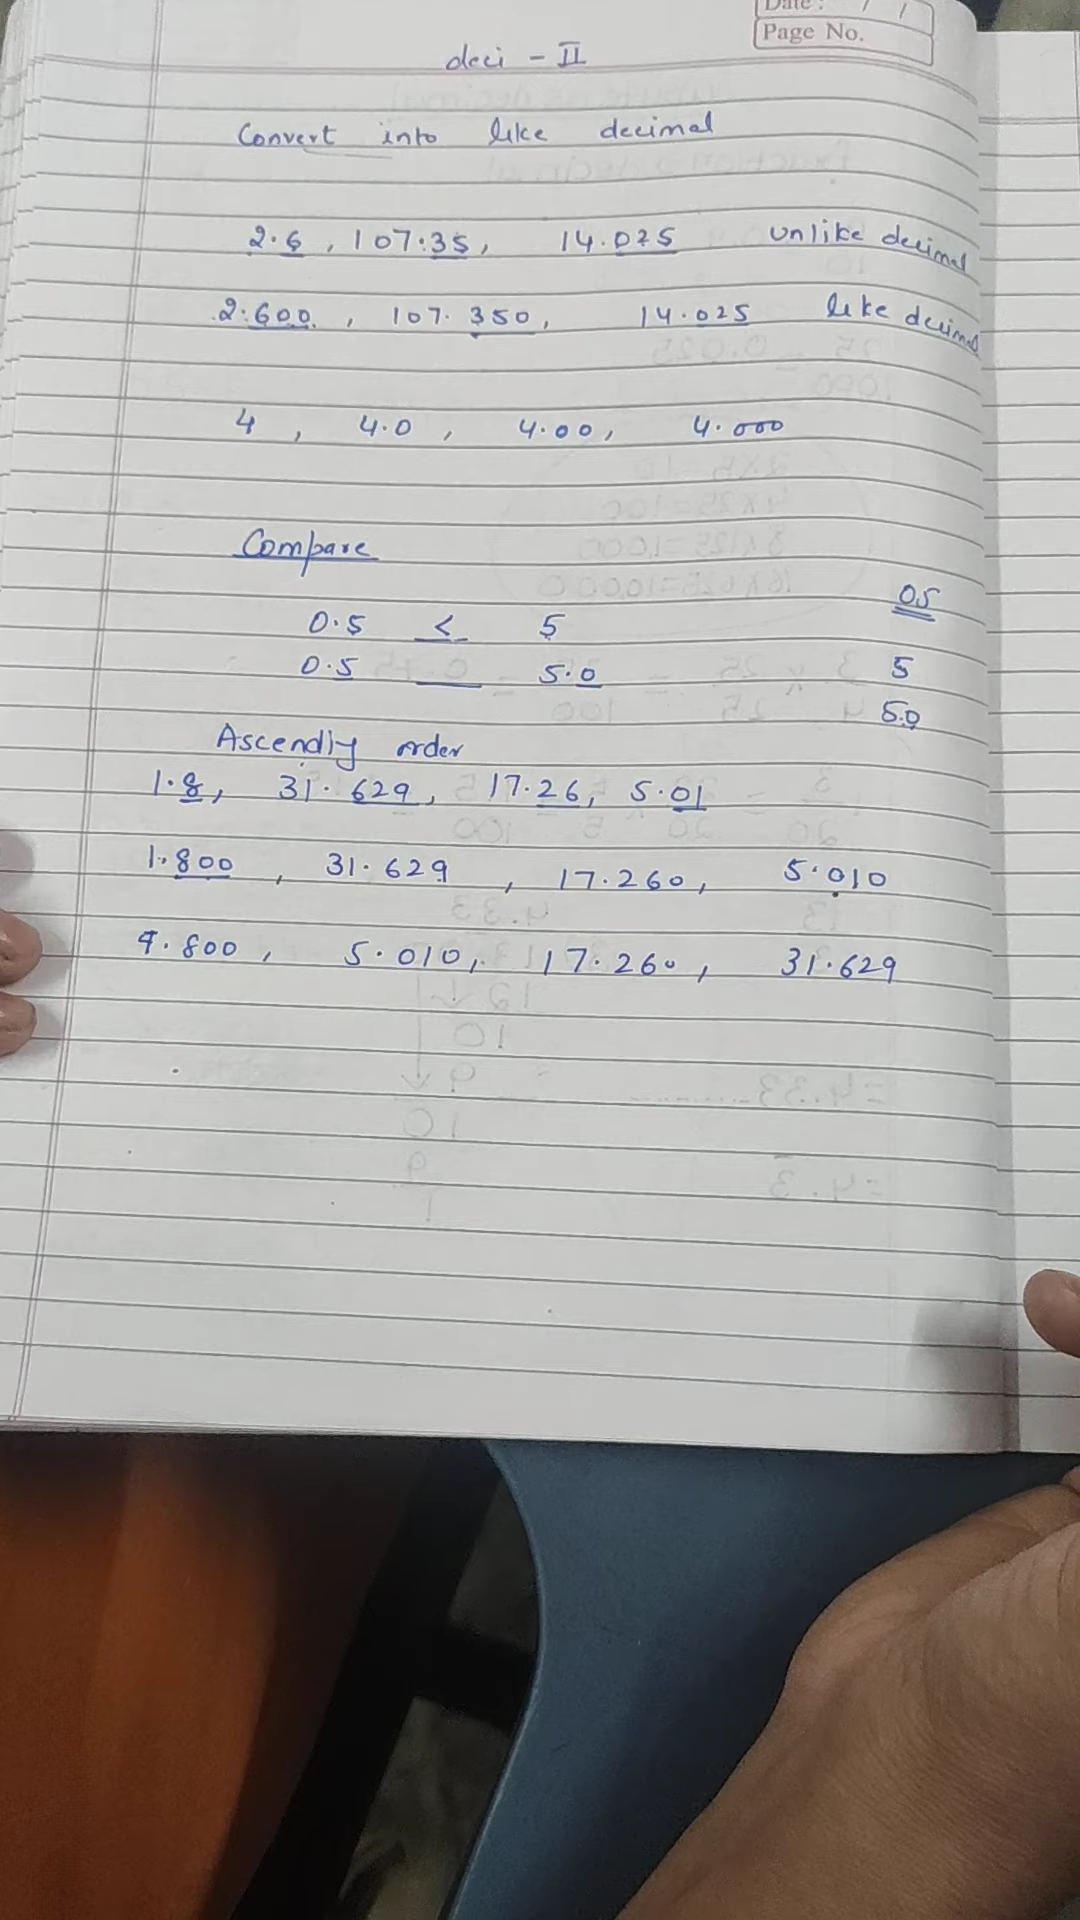 Date : / /
Page No.
deci - II
Convert into like decimal
2.6 , 107.35, 14.025 unlike decimal
2.600 , 107.350, 14.025 like decimal
4 , 4.0 , 4.00, 4.000
Compare
05
0.5 < 5
0.5 __ 5.0 5
5.0
Ascendiy order
1.8, 31.629, 17.26, 5.01
1.800 , 31.629 , 17.260, 5.010
1.800 , 5.010, 17.260, 31.629